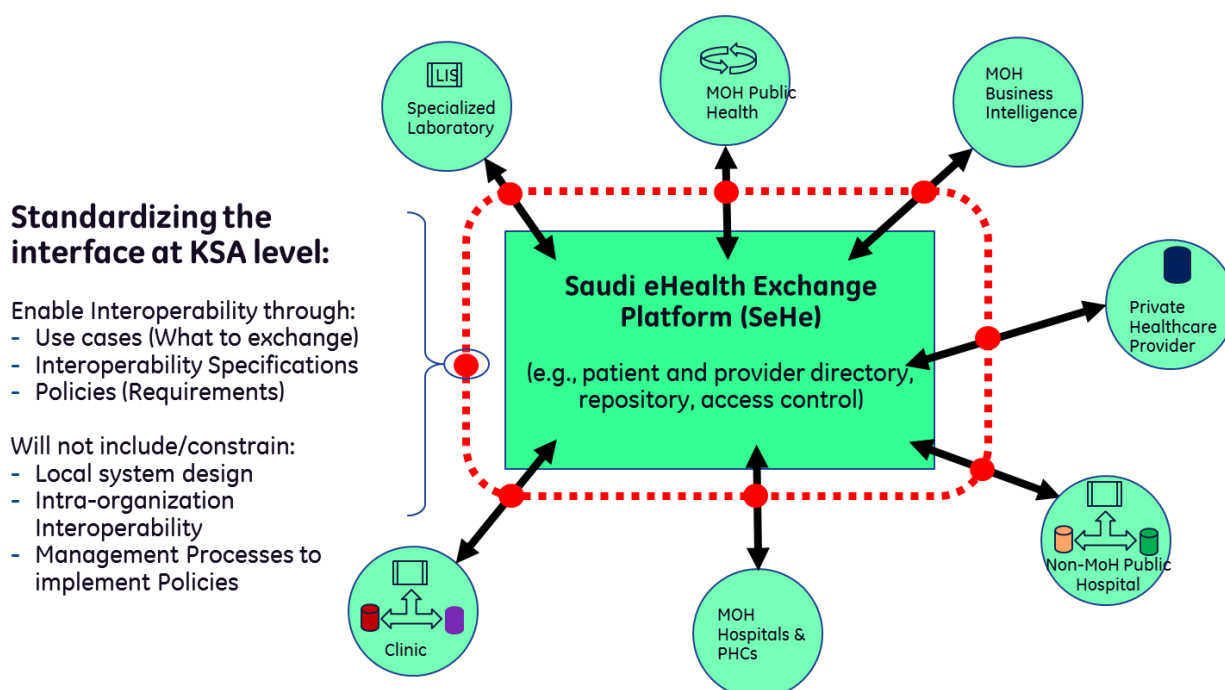 LIS
Specialized
Laboratory
MOH Public
Health
MOH
Business
Intelligence
Standardizing the
interface at KSA level:
Enable Interoperability through:
- Use cases (What to exchange)
- Interoperability Specifications
- Policies (Requirements)
Will not include/constrain:
- Local system design
- Intra-organization
Interoperability
- Management Processes to
implement Policies
Saudi eHealth Exchange
Platform (SeHe)
(e.g., patient and provider directory,
repository, access control)
Private
Healthcare
Provider
Non-MoH Public
Hospital
MOH
Hospitals &
PHCs
Clinic